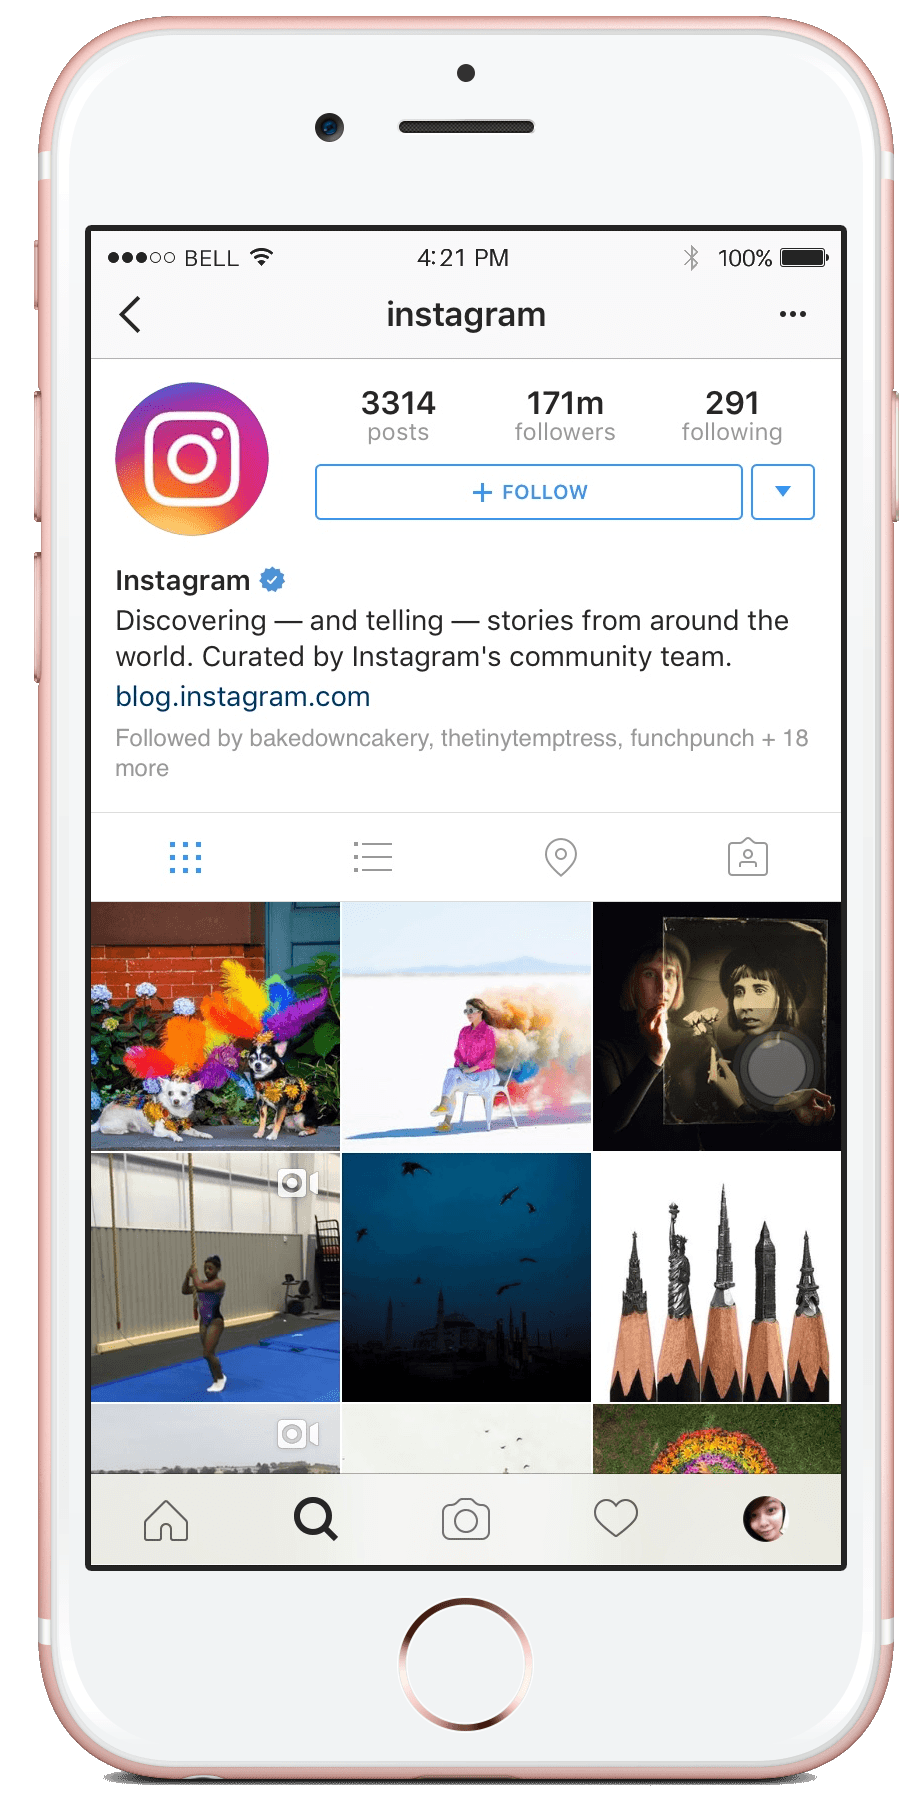 BELL 4:21 PM 100%
instagram
3314 171m 291
posts followers following
+ FOLLOW
Instagram
Discovering — and telling — stories from around the
world. Curated by Instagram's community team.
blog.instagram.com
Followed by bakedowncakery, thetinytemptress, funchpunch + 18
more